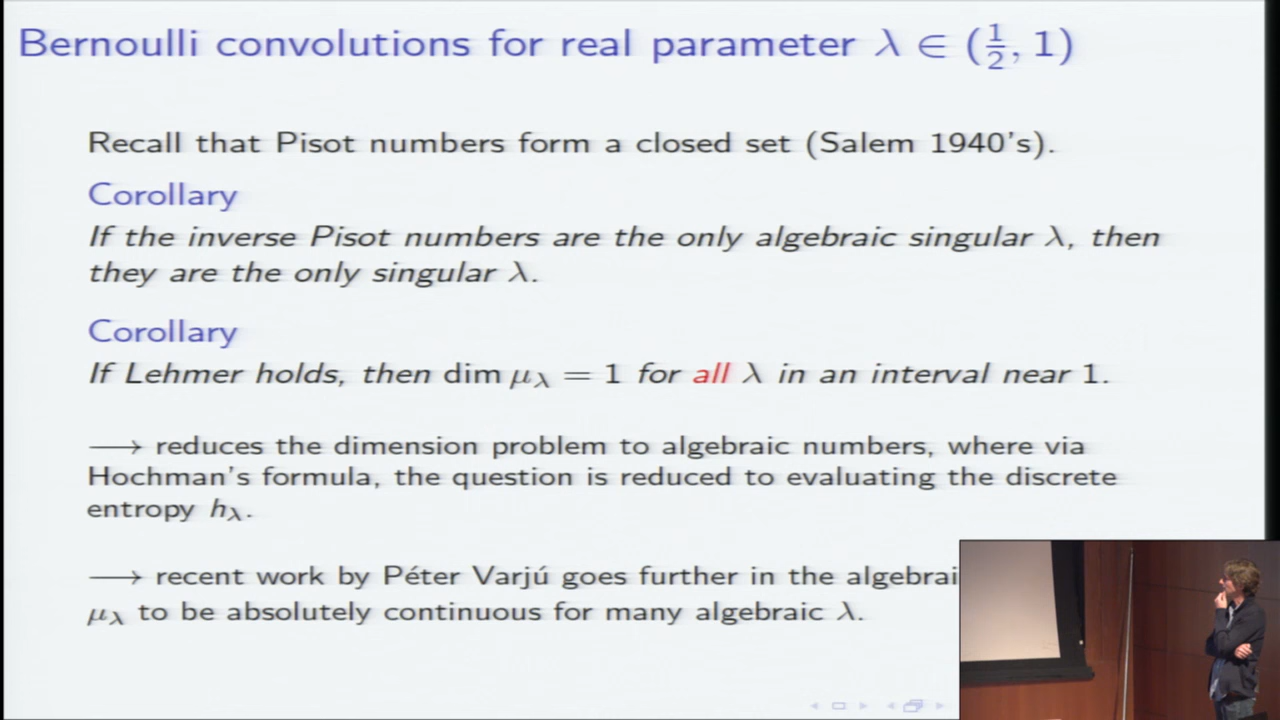 Bernoulli convolutions for real parameter λ ∈ (1/2, 1)
Recall that Pisot numbers form a closed set (Salem 1940's).
Corollary
If the inverse Pisot numbers are the only algebraic singular λ, then
they are the only singular λ.
Corollary
If Lehmer holds, then dim μλ = 1 for all λ in an interval near 1.
⟶ reduces the dimension problem to algebraic numbers, where via
Hochman's formula, the question is reduced to evaluating the discrete
entropy hλ.
⟶ recent work by Péter Varjú goes further in the algebrai
μλ to be absolutely continuous for many algebraic λ.